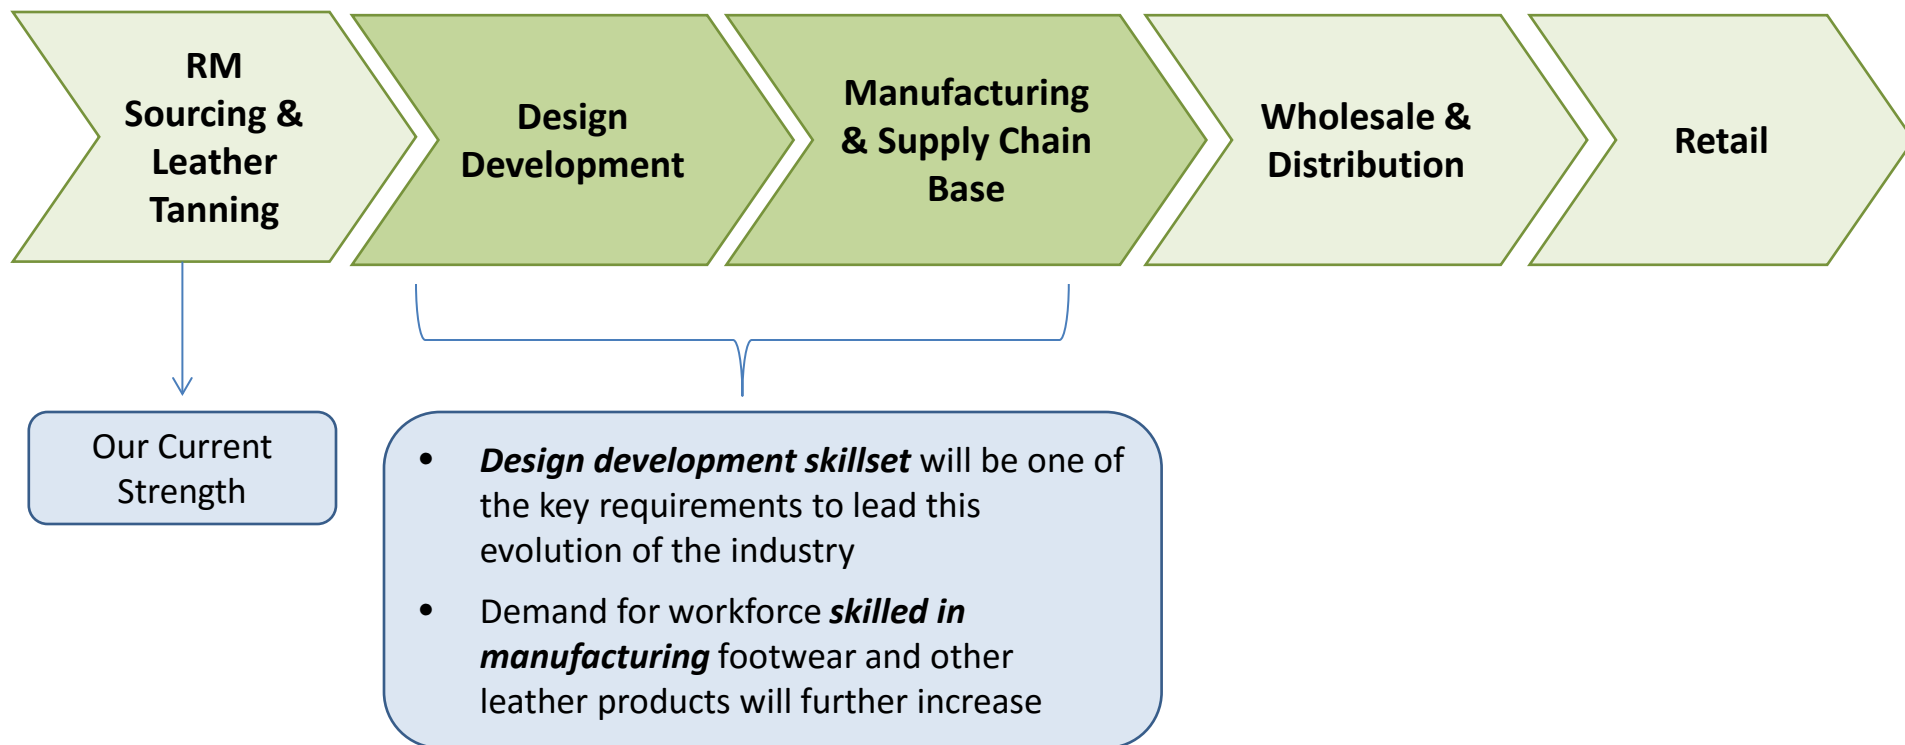 RM
Sourcing &
Leather
Tanning
Design
Development
Manufacturing
& Supply Chain
Base
Wholesale &
Distribution
Retail
Our Current
Strength
• Design development skillset will be one of
the key requirements to lead this
evolution of the industry
• Demand for workforce skilled in
manufacturing footwear and other
leather products will further increase